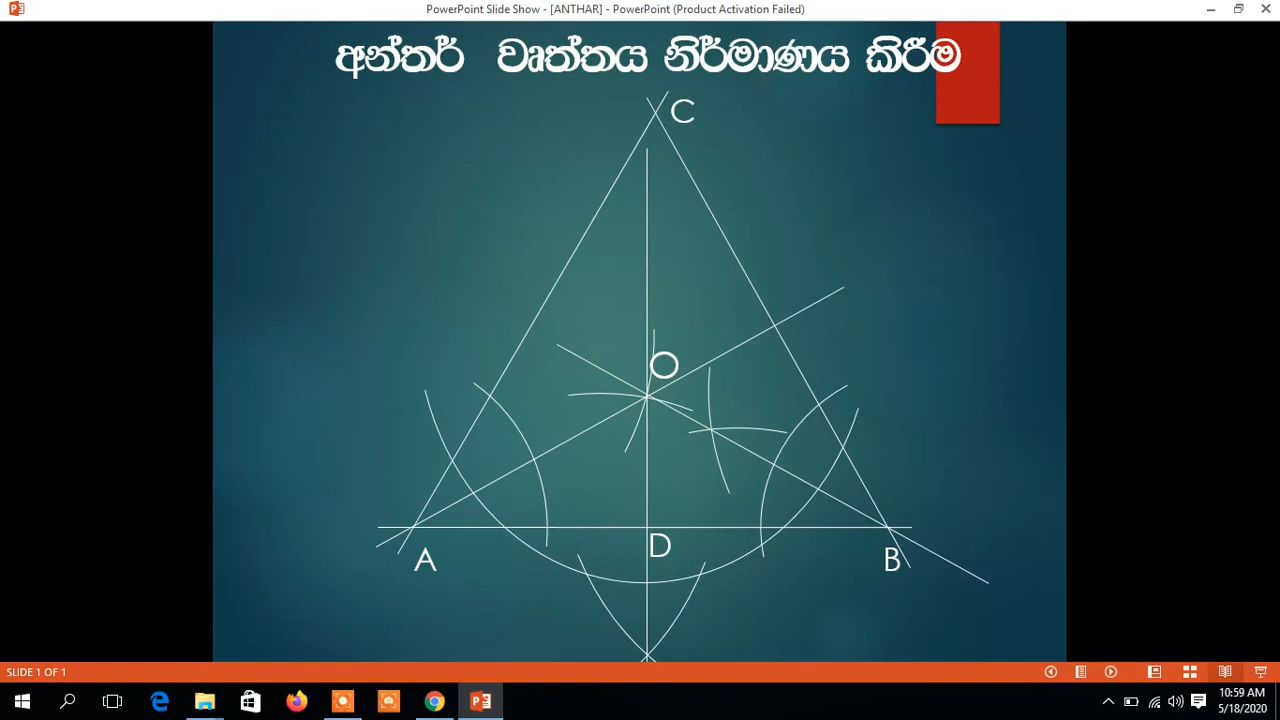 PowerPoint Slide Show - [ANTHAR] - PowerPoint (Product Activation Failed)
අන්තර් වෘත්තය නිර්මාණය කිරීම
C
O
D
A
B
SLIDE 1 OF 1
10:59 AM
5/18/2020